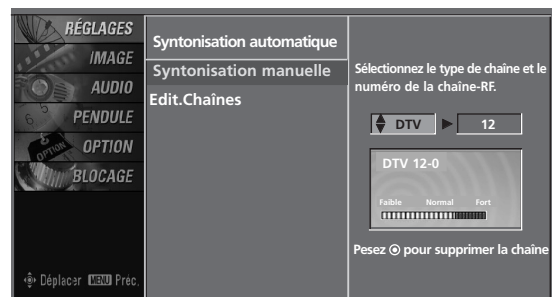 RÉGLAGES
IMAGE
AUDIO
PENDULE
OPTION
OPTION
BLOCAGE
Déplacer MENU Préc.
Syntonisation automatique
Syntonisation manuelle
Edit.Chaînes
Sélectionnez le type de chaîne et le
numéro de la chaîne-RF.
DTV 12
DTV 12-0
Faible Normal Fort
Pesez pour supprimer la chaîne